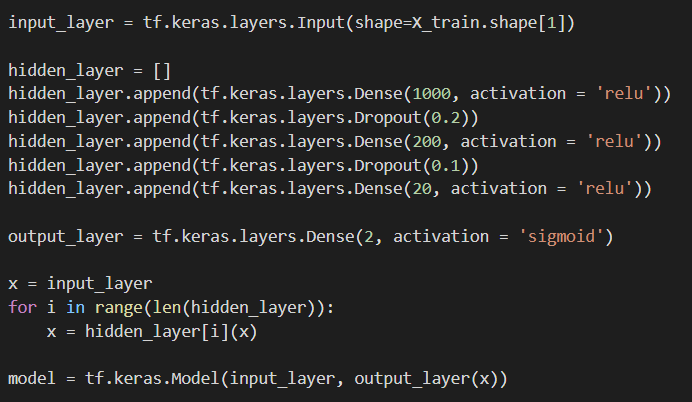 input_layer = tf.keras.layers.Input(shape=X_train.shape[1])
hidden_layer = []
hidden_layer.append(tf.keras.layers.Dense(1000, activation = 'relu'))
hidden_layer.append(tf.keras.layers.Dropout(0.2))
hidden_layer.append(tf.keras.layers.Dense(200, activation = 'relu'))
hidden_layer.append(tf.keras.layers.Dropout(0.1))
hidden_layer.append(tf.keras.layers.Dense(20, activation = 'relu'))
output_layer = tf.keras.layers.Dense(2, activation = 'sigmoid')
x = input_layer
for i in range(len(hidden_layer)):
    x = hidden_layer[i](x)
model = tf.keras.Model(input_layer, output_layer(x))